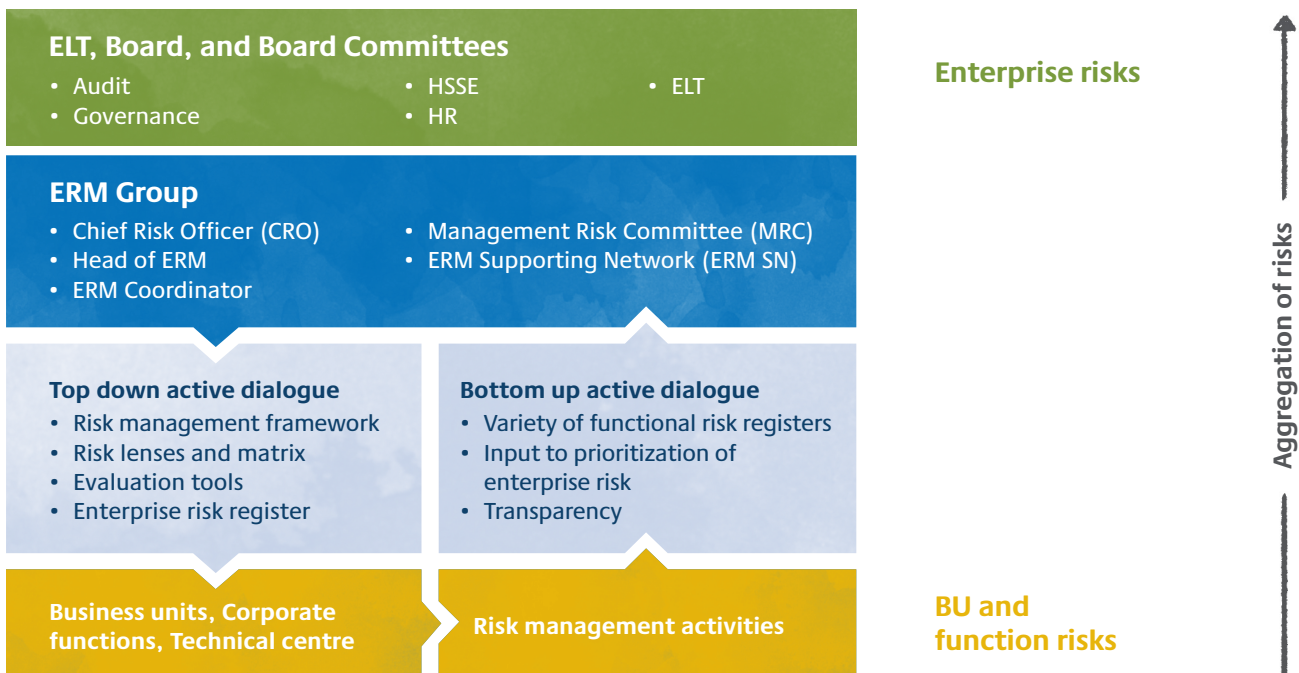 ELT, Board, and Board Committees
• Audit
• Governance
• HSSE
• HR
• ELT
Enterprise risks
ERM Group
• Chief Risk Officer (CRO)
• Head of ERM
• ERM Coordinator
• Management Risk Committee (MRC)
• ERM Supporting Network (ERM SN)
Top down active dialogue
• Risk management framework
• Risk lenses and matrix
• Evaluation tools
• Enterprise risk register
Bottom up active dialogue
• Variety of functional risk registers
• Input to prioritization of
enterprise risk
• Transparency
Business units, Corporate
functions, Technical centre
Risk management activities
BU and
function risks
Aggregation of risks